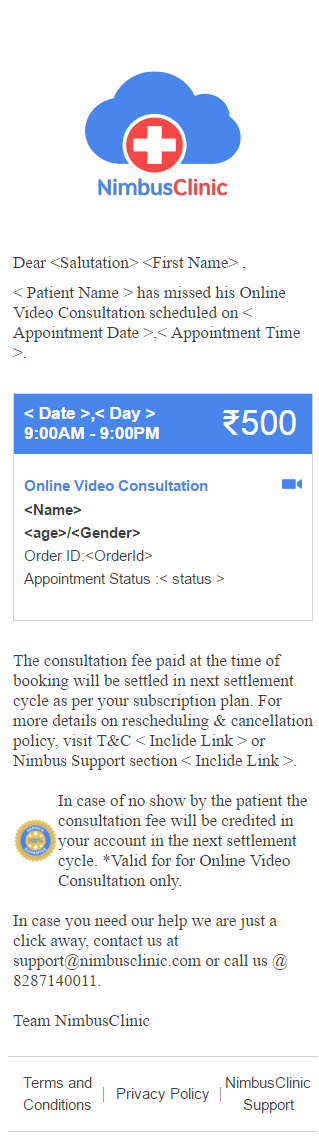 NimbusClinic
Dear <Salutation> <First Name> ,
< Patient Name > has missed his Online
Video Consultation scheduled on <
Appointment Date >,< Appointment Time
>.
< Date >,< Day >
₹500
9:00AM - 9:00PM
Online Video Consultation
<Name>
<age>/<Gender>
Order ID:<OrderId>
Appointment Status :< status >
The consultation fee paid at the time of
booking will be settled in next settlement
cycle as per your subscription plan. For
more details on rescheduling & cancellation
policy, visit T&C < Inclide Link > or
Nimbus Support section < Inclide Link >.
In case of no show by the patient the
consultation fee will be credited in
your account in the next settlement
cycle. *Valid for for Online Video
Consultation only.
In case you need our help we are just a
click away, contact us at
support@nimbusclinic.com or call us @
8287140011.
Team NimbusClinic
Terms and
Conditions
| Privacy Policy |
NimbusClinic
Support